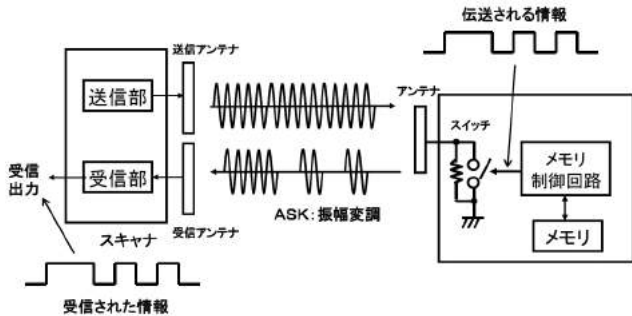 伝送される情報
送信アンテナ
送信部
アンテナ
スイッチ
メモリ
制御回路
受信
出力
受信部
ASK：振幅変調
メモリ
スキャナ
受信アンテナ
受信された情報